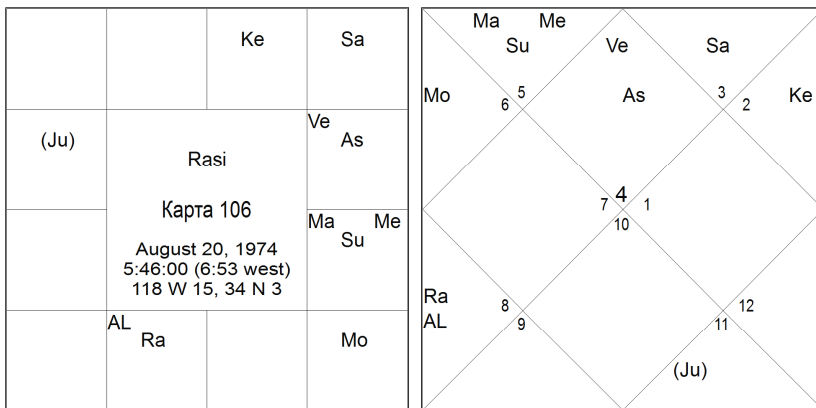 Ke
Sa
(Ju)
Ve
As
Rasi
Карта 106
August 20, 1974
5:46:00 (6:53 west)
118 W 15, 34 N 3
Ma Me
Su
AL
Ra
Mo
Ma Me
Su
Ve
Sa
Mo
6
5
As
3
2
Ke
4
7
1
10
Ra
AL
8
9
12
11
(Ju)